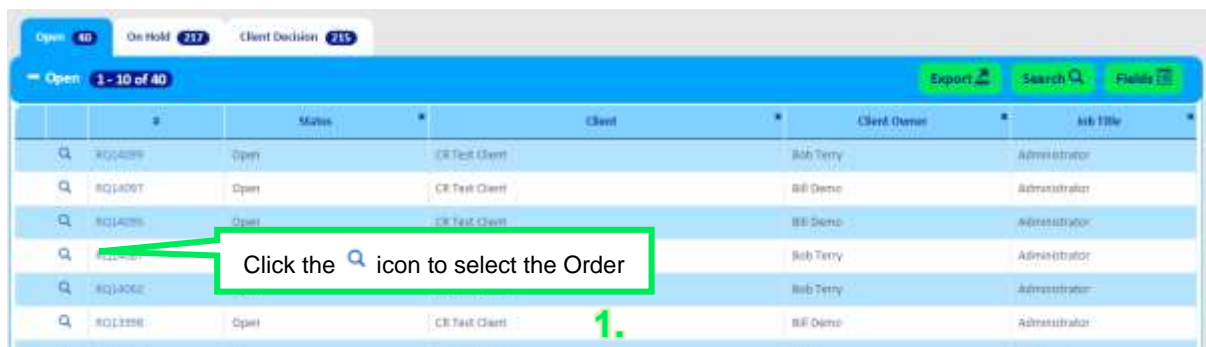 Open 40 On Hold 217 Client Decision 215
Open 1 - 10 of 40 Export Search Fields
# Status Client Client Owner Job Title
Open CR Test Client Bob Terry Administrator
RQ14097 Open CR Test Client Bill Demo Administrator
Open CR Test Client Bill Demo Administrator
Bob Terry Administrator
Click the icon to select the Order
RQ14062 Bob Terry Administrator
RQ13998 Open CR Test Client Bill Demo Administrator
1.